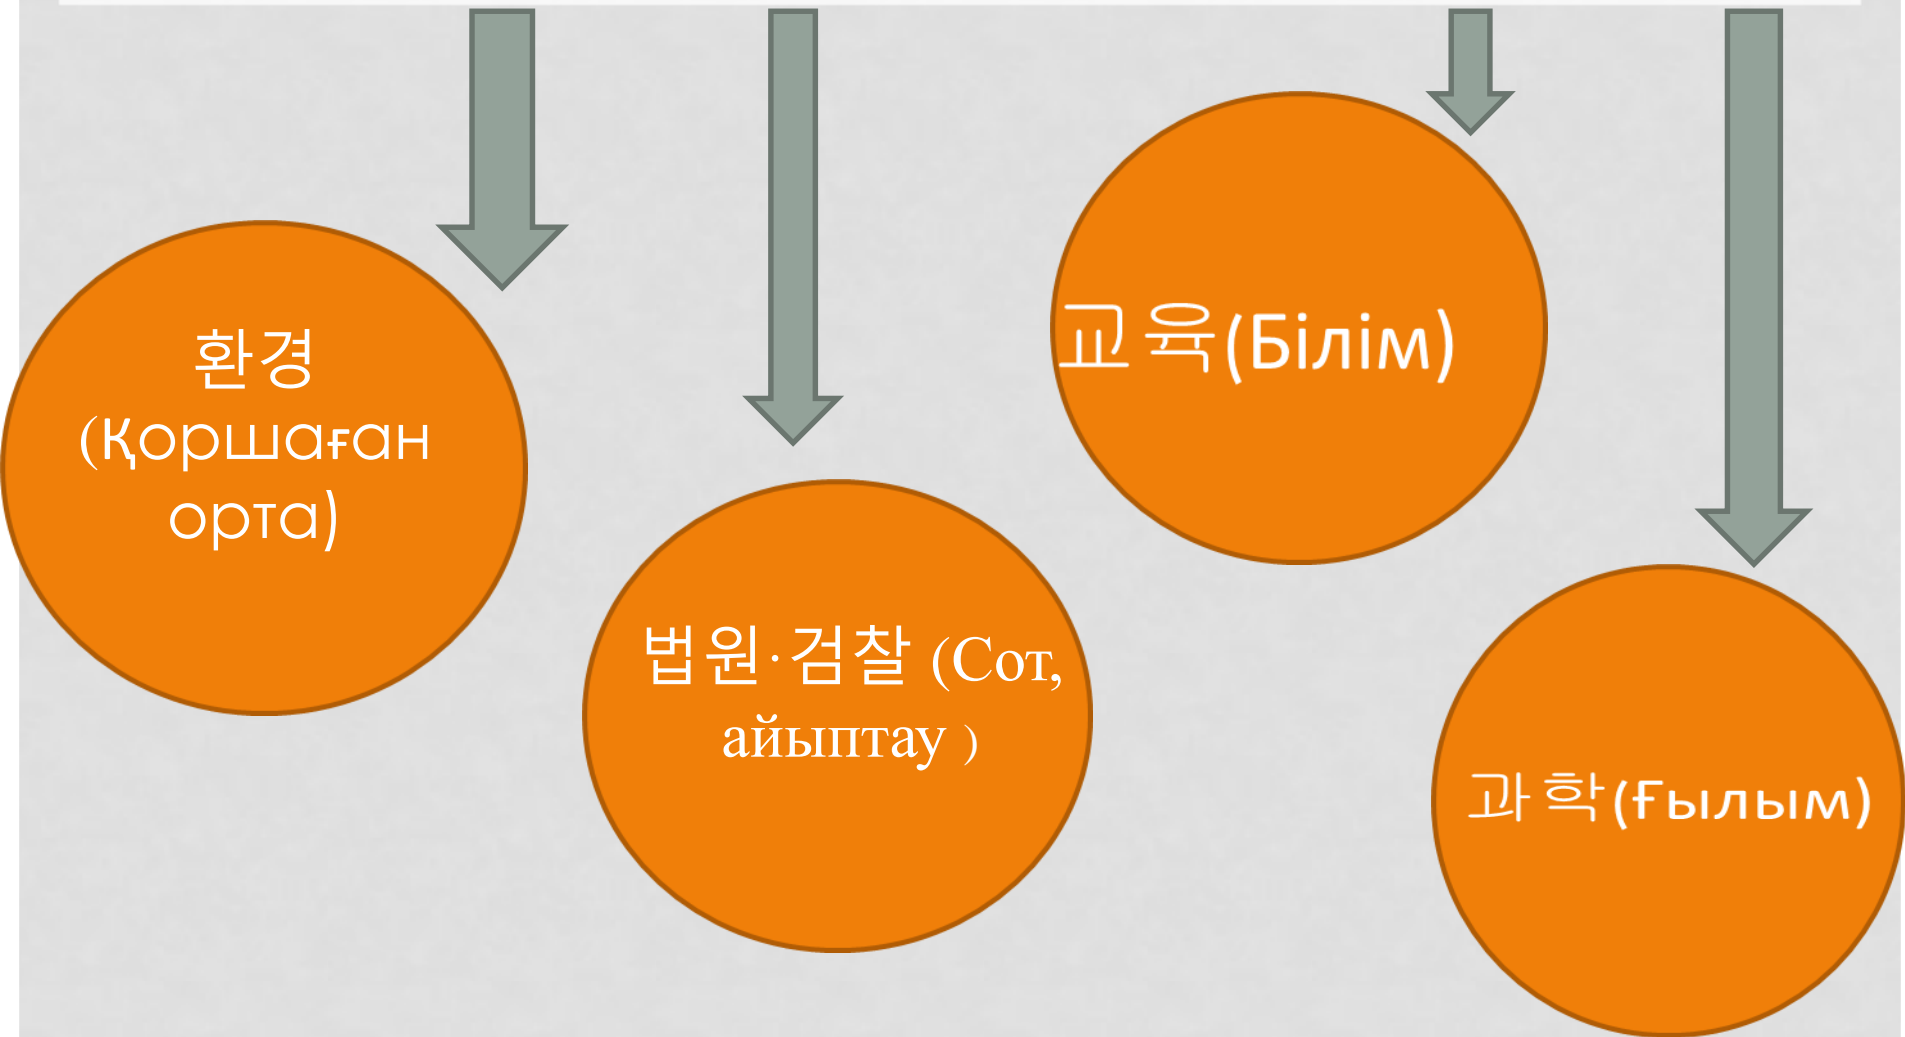 환경
(қоршаған
орта)
법원·검찰 (Сот,
айыптау )
교육(Білім)
과학(Ғылым)